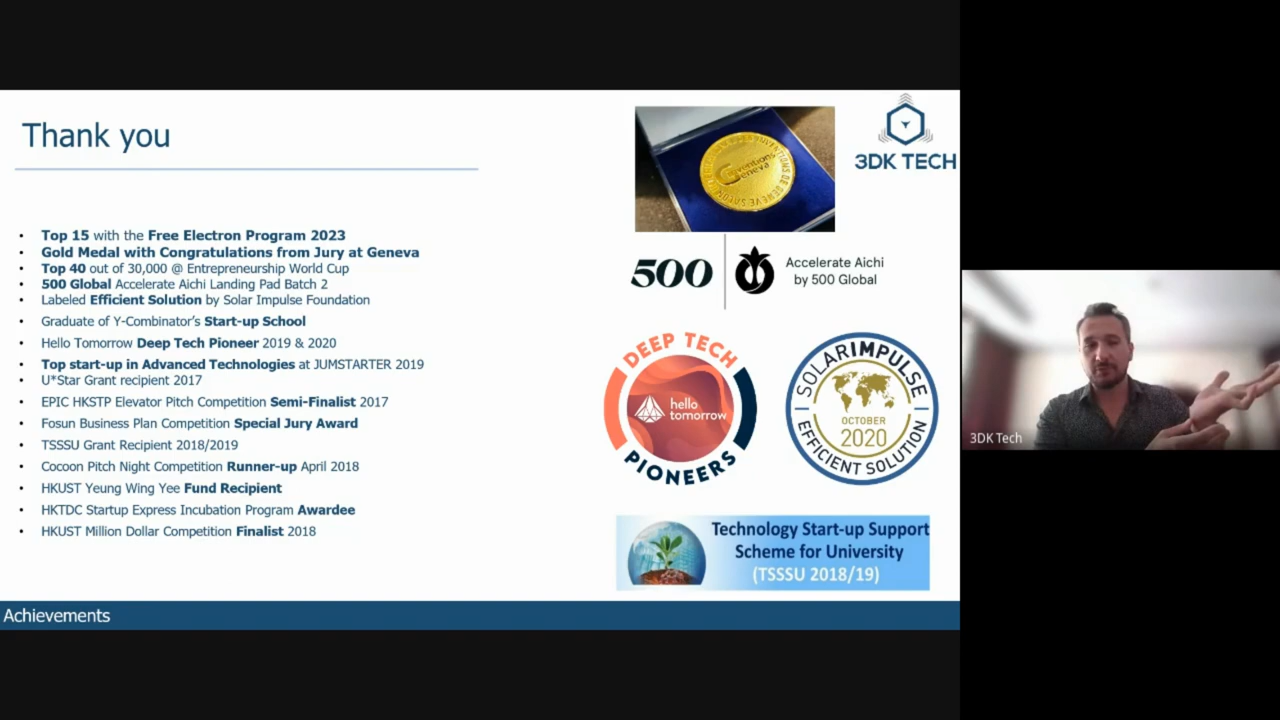 Thank you
3DK TECH
• Top 15 with the Free Electron Program 2023
• Gold Medal with Congratulations from Jury at Geneva
• Top 40 out of 30,000 @ Entrepreneurship World Cup
• 500 Global Accelerate Aichi Landing Pad Batch 2
• Labeled Efficient Solution by Solar Impulse Foundation
• Graduate of Y-Combinator's Start-up School
• Hello Tomorrow Deep Tech Pioneer 2019 & 2020
• Top start-up in Advanced Technologies at JUMSTARTER 2019
• U*Star Grant recipient 2017
• EPIC HKSTP Elevator Pitch Competition Semi-Finalist 2017
• Fosun Business Plan Competition Special Jury Award
• TSSSU Grant Recipient 2018/2019
• Cocoon Pitch Night Competition Runner-up April 2018
• HKUST Yeung Wing Yee Fund Recipient
• HKTDC Startup Express Incubation Program Awardee
• HKUST Million Dollar Competition Finalist 2018
Geneva
500
Accelerate Aichi
by 500 Global
DEEP TECH
hello
tomorrow
PIONEERS
SOLARIMPULSE
OCTOBER
2020
EFFICIENT SOLUTION
Technology Start-up Support
Scheme for University
(TSSSU 2018/19)
Achievements
3DK Tech